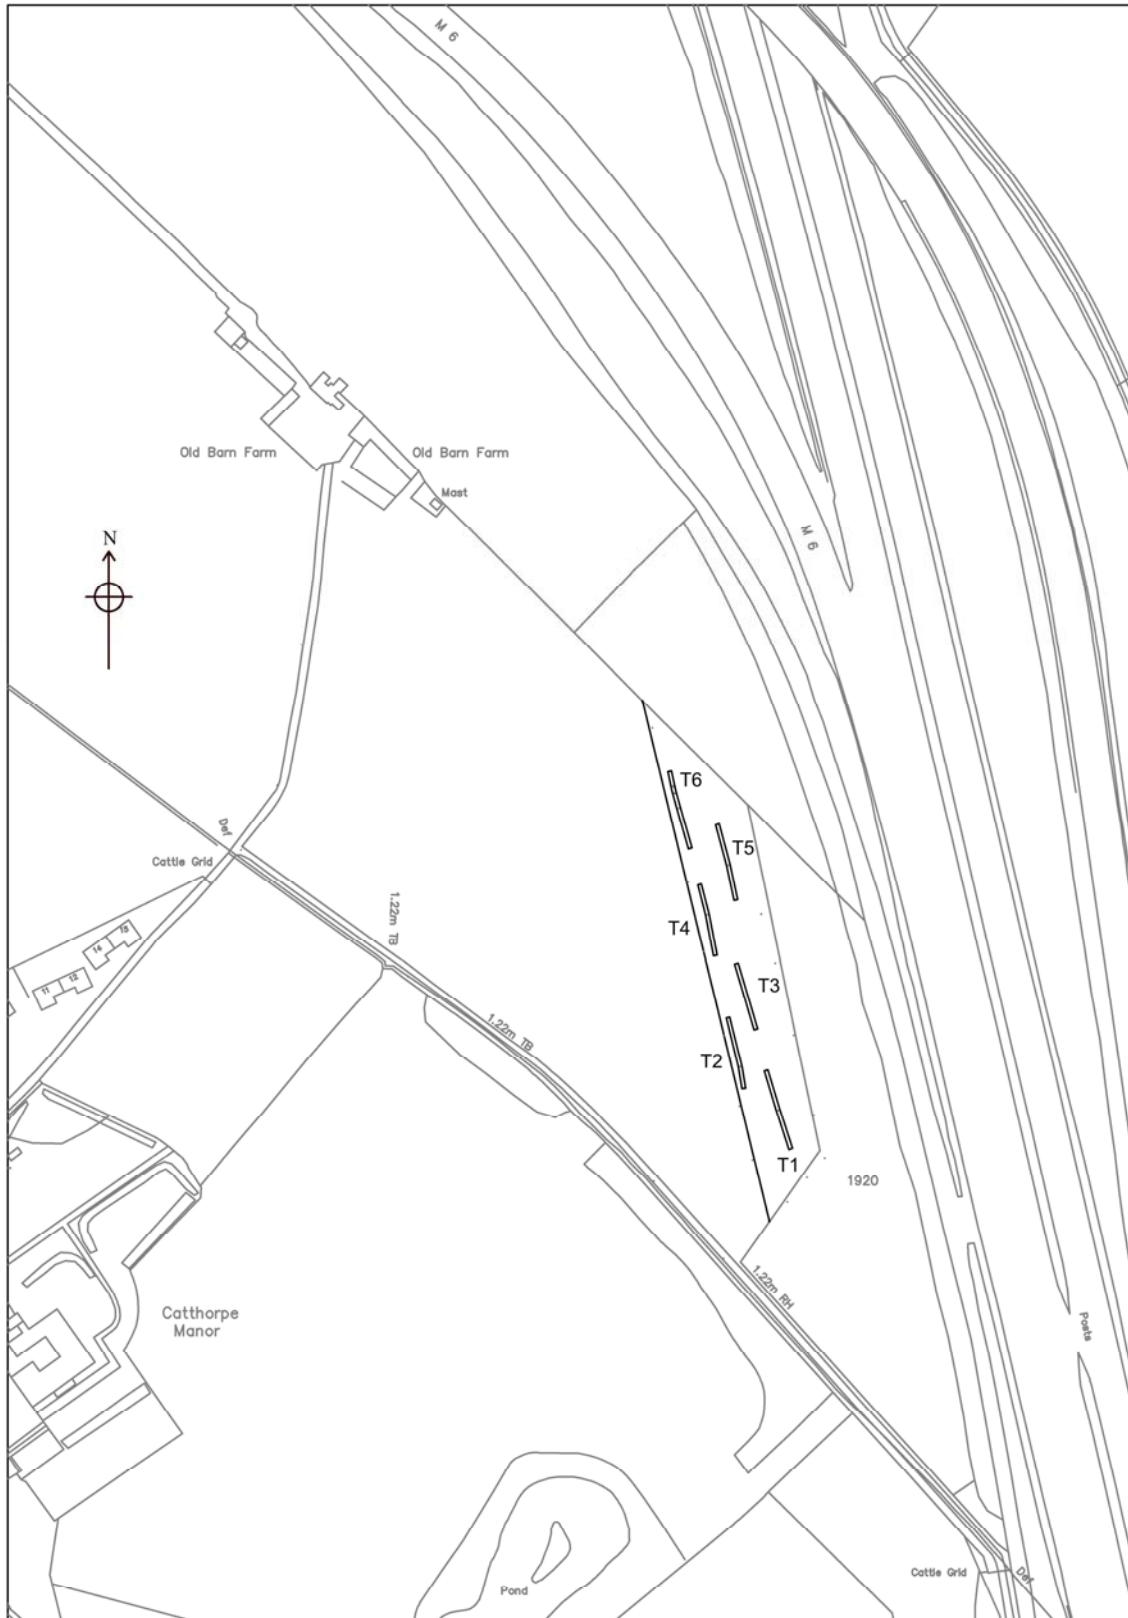 M 6
Old Barn Farm
Old Barn Farm
Mast
N
M 6
T6
Def
T5
Cattle Grid
1.22m TB
T4
15
14
12
11
T3
1.22m TB
T2
T1
1920
1.22m RH
Catthorpe
Manor
Posts
Cattle Grid
Def
Pond